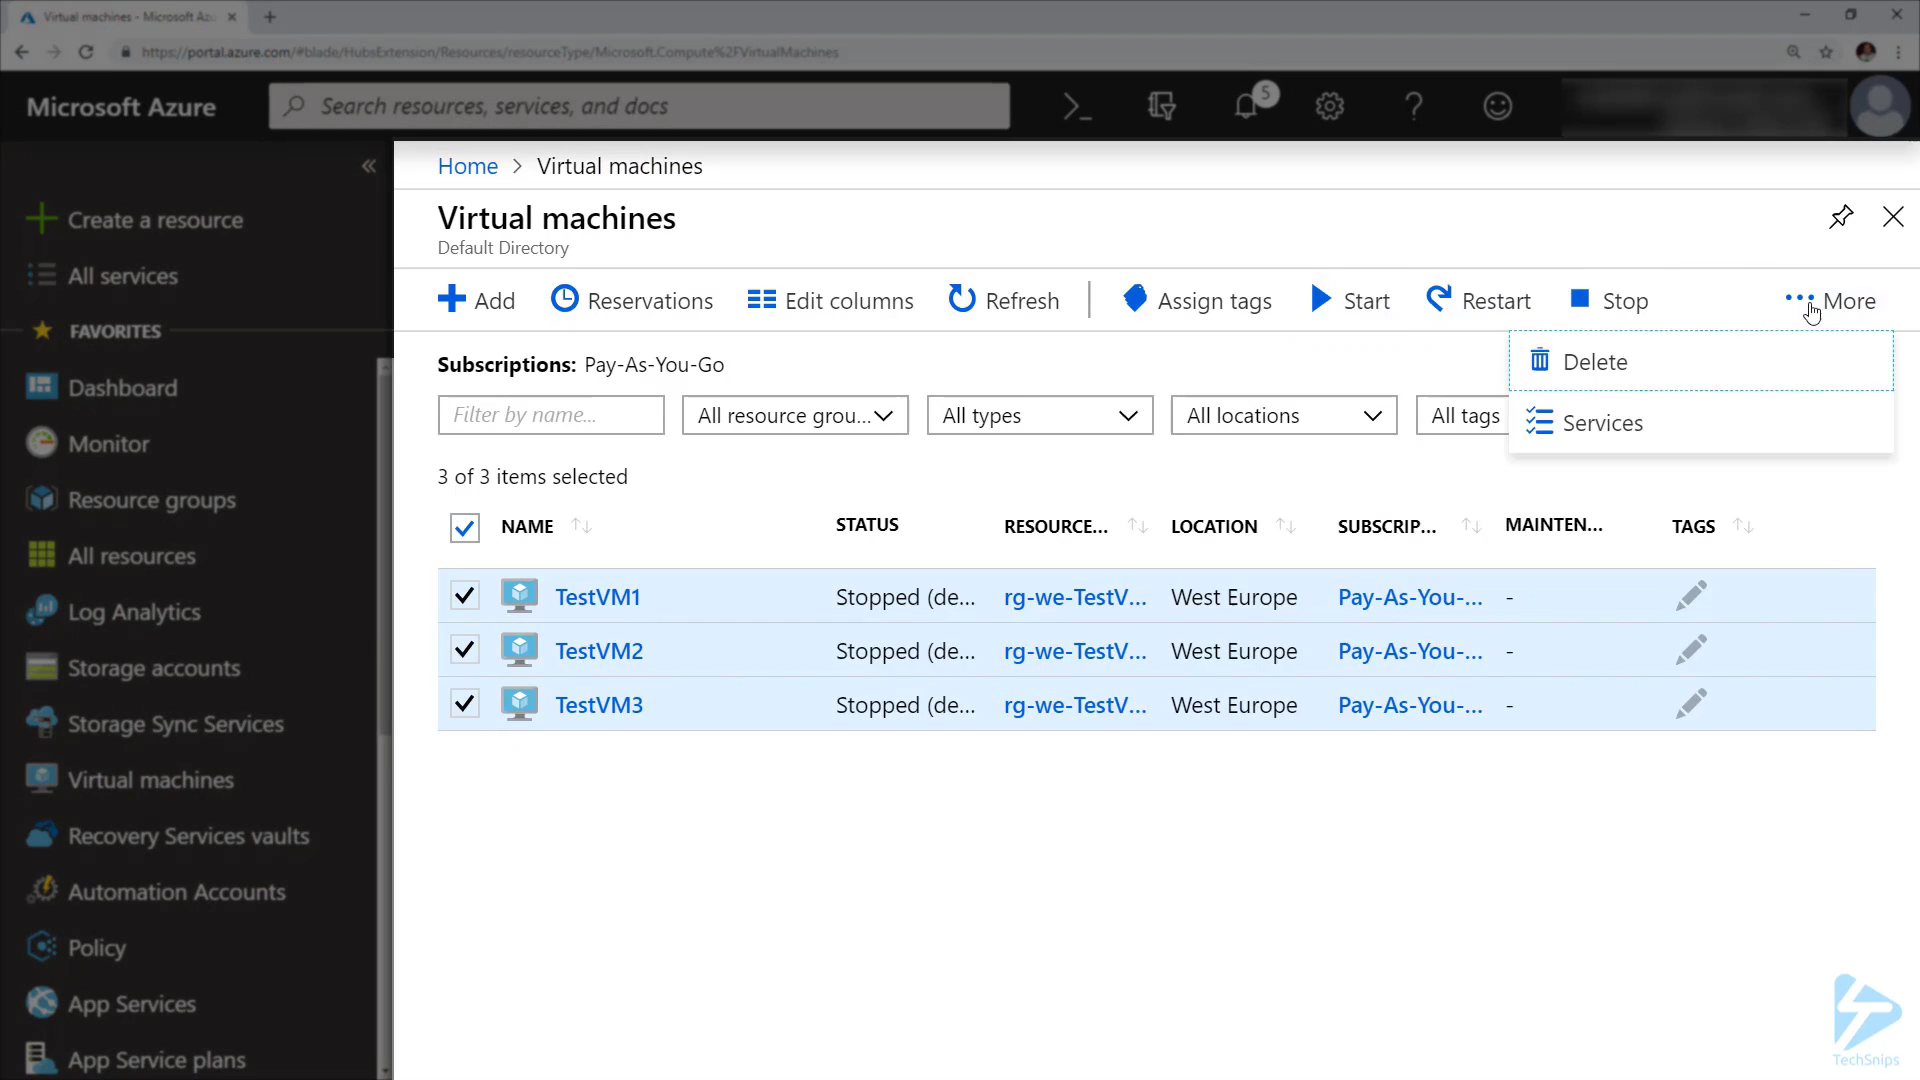 Virtual machines - Microsoft Azu
https://portal.azure.com/#blade/HubsExtension/Resources/resourceType/Microsoft.Compute%2FVirtualMachines
Microsoft Azure
Search resources, services, and docs
5
Home > Virtual machines
Virtual machines
Default Directory
Add
Reservations
Edit columns
Refresh
Assign tags
Start
Restart
Stop
More
Delete
Services
Subscriptions: Pay-As-You-Go
Filter by name...
All resource grou...
All types
All locations
All tags
3 of 3 items selected
NAME STATUS RESOURCE... LOCATION SUBSCRIP... MAINTEN... TAGS
TestVM1 Stopped (de... rg-we-TestV... West Europe Pay-As-You-... -
TestVM2 Stopped (de... rg-we-TestV... West Europe Pay-As-You-... -
TestVM3 Stopped (de... rg-we-TestV... West Europe Pay-As-You-... -
Create a resource
All services
FAVORITES
Dashboard
Monitor
Resource groups
All resources
Log Analytics
Storage accounts
Storage Sync Services
Virtual machines
Recovery Services vaults
Automation Accounts
Policy
App Services
App Service plans
TechSnips